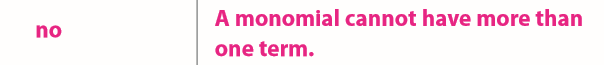 no
A monomial cannot have more than
one term.